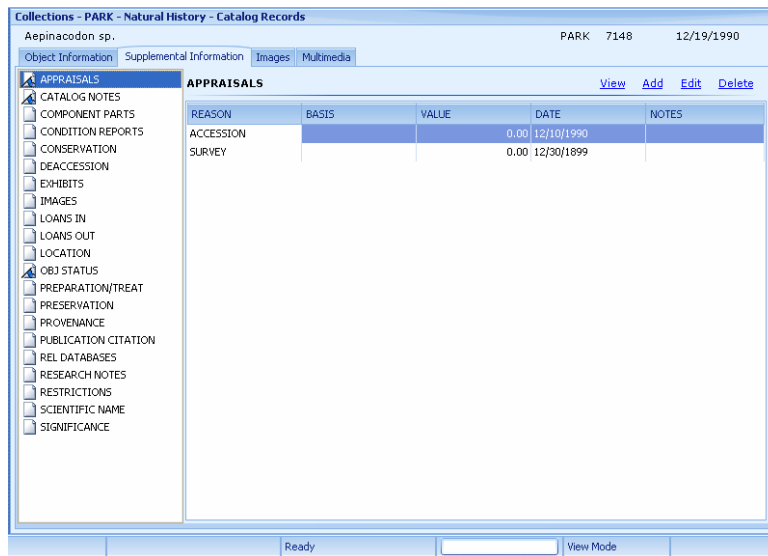 Collections - PARK - Natural History - Catalog Records
Aepinacodon sp. PARK 7148 12/19/1990
Object Information Supplemental Information Images Multimedia
APPRAISALS
CATALOG NOTES
COMPONENT PARTS
CONDITION REPORTS
CONSERVATION
DEACCESSION
EXHIBITS
IMAGES
LOANS IN
LOANS OUT
LOCATION
OBJ STATUS
PREPARATION/TREAT
PRESERVATION
PROVENANCE
PUBLICATION CITATION
REL DATABASES
RESEARCH NOTES
RESTRICTIONS
SCIENTIFIC NAME
SIGNIFICANCE
APPRAISALS View Add Edit Delete
REASON BASIS VALUE DATE NOTES
ACCESSION 0.00 12/10/1990
SURVEY 0.00 12/30/1899
Ready View Mode